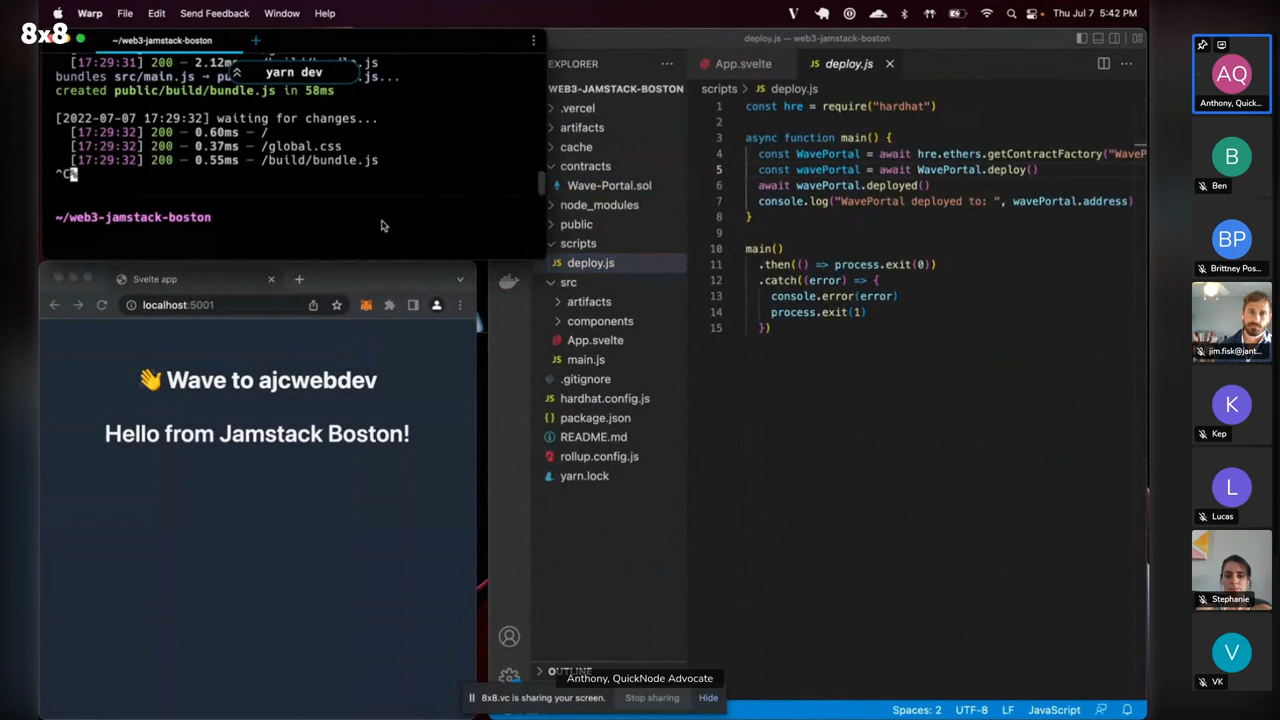 8x8
Warp File Edit Send Feedback Window Help
Thu Jul 7 5:42 PM
~/web3-jamstack-boston
[17:29:31] 200 – 2.12ms
yarn dev
bundles src/main.js →
created public/build/bundle.js in 58ms
[2022-07-07 17:29:32] waiting for changes...
[17:29:32] 200 – 0.60ms – /
[17:29:32] 200 – 0.37ms – /global.css
[17:29:32] 200 – 0.55ms – /build/bundle.js
^C%
~/web3-jamstack-boston
Svelte app
localhost:5001
👋 Wave to ajcwebdev
Hello from Jamstack Boston!
deploy.js — web3-jamstack-boston
EXPLORER
WEB3-JAMSTACK-BOSTON
.vercel
artifacts
cache
contracts
Wave-Portal.sol
node_modules
public
scripts
deploy.js
src
artifacts
components
App.svelte
main.js
.gitignore
hardhat.config.js
package.json
README.md
rollup.config.js
yarn.lock
OUTLINE
App.svelte
deploy.js
scripts > deploy.js
1 const hre = require("hardhat")
2
3 async function main() {
4 const WavePortal = await hre.ethers.getContractFactory("WaveP
5 const wavePortal = await WavePortal.deploy()
6 await wavePortal.deployed()
7 console.log("WavePortal deployed to: ", wavePortal.address)
8 }
9
10 main()
11 .then(() => process.exit(0))
12 .catch((error) => {
13 console.error(error)
14 process.exit(1)
15 })
Anthony, QuickNode Advocate
8x8.vc is sharing your screen. Stop sharing Hide
Spaces: 2 UTF-8 LF JavaScript
AQ
Anthony, Quick...
B
Ben
BP
Brittney Pos...
jim.fisk@jant...
K
Kep
L
Lucas
Stephanie
V
VK